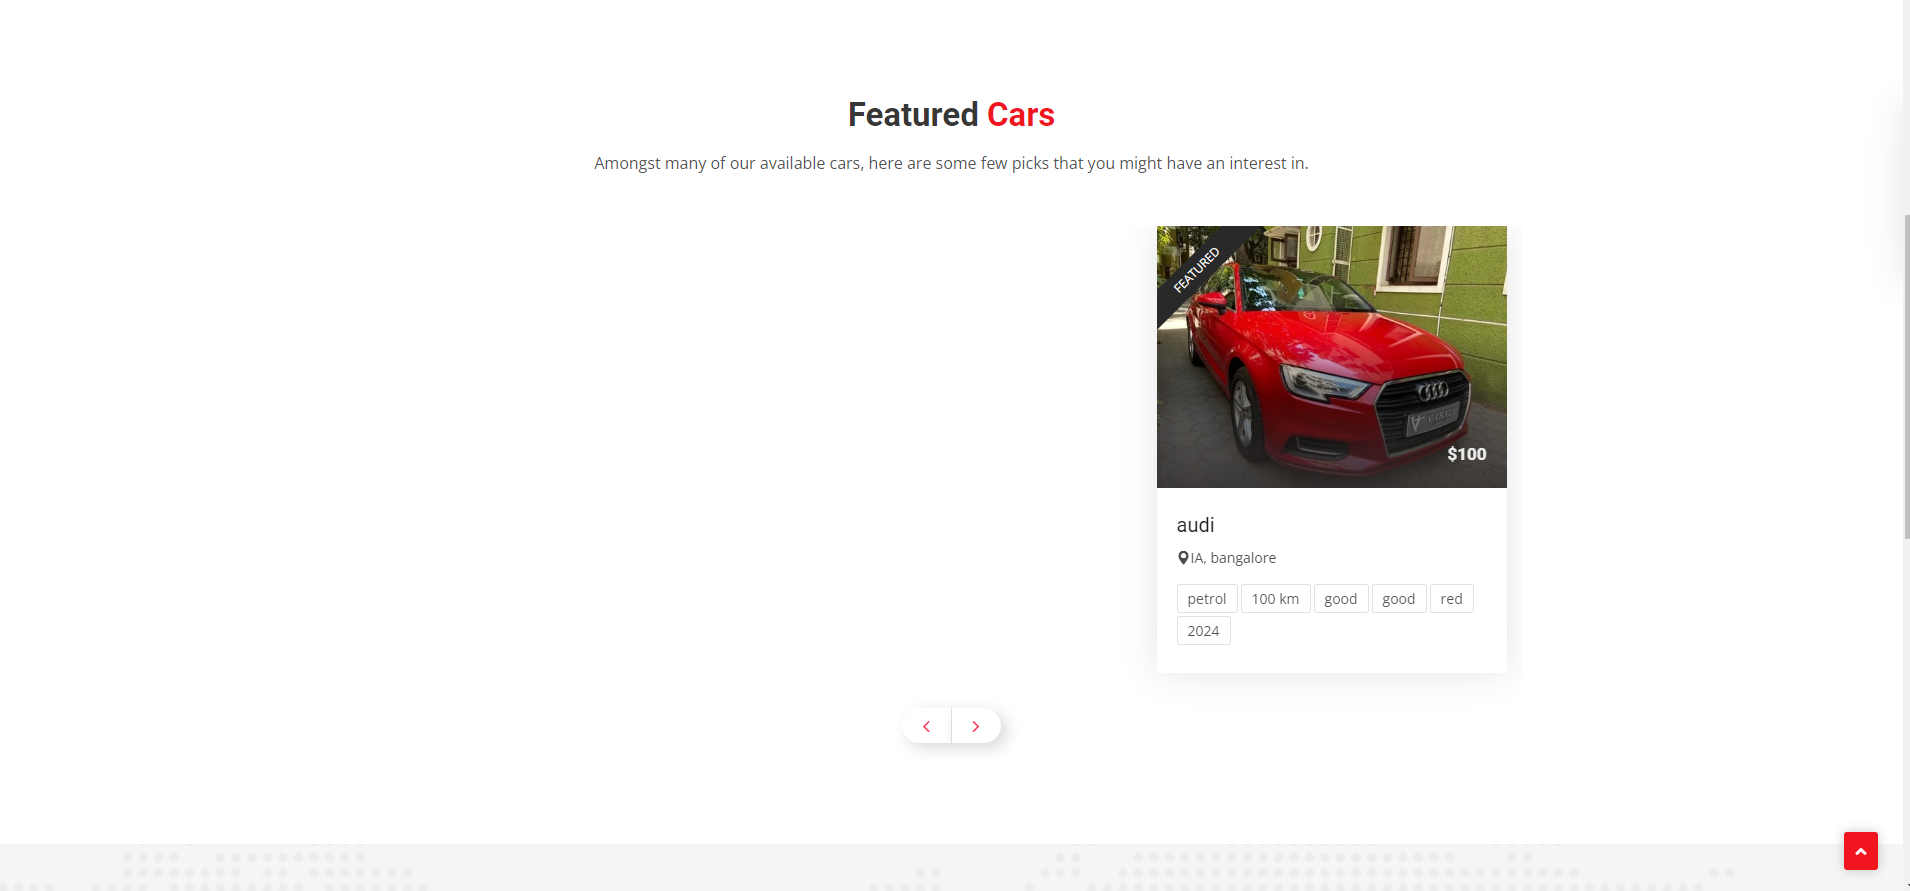 Featured Cars
Amongst many of our available cars, here are some few picks that you might have an interest in.
FEATURED
$100
audi
IA, bangalore
petrol 100 km good good red
2024